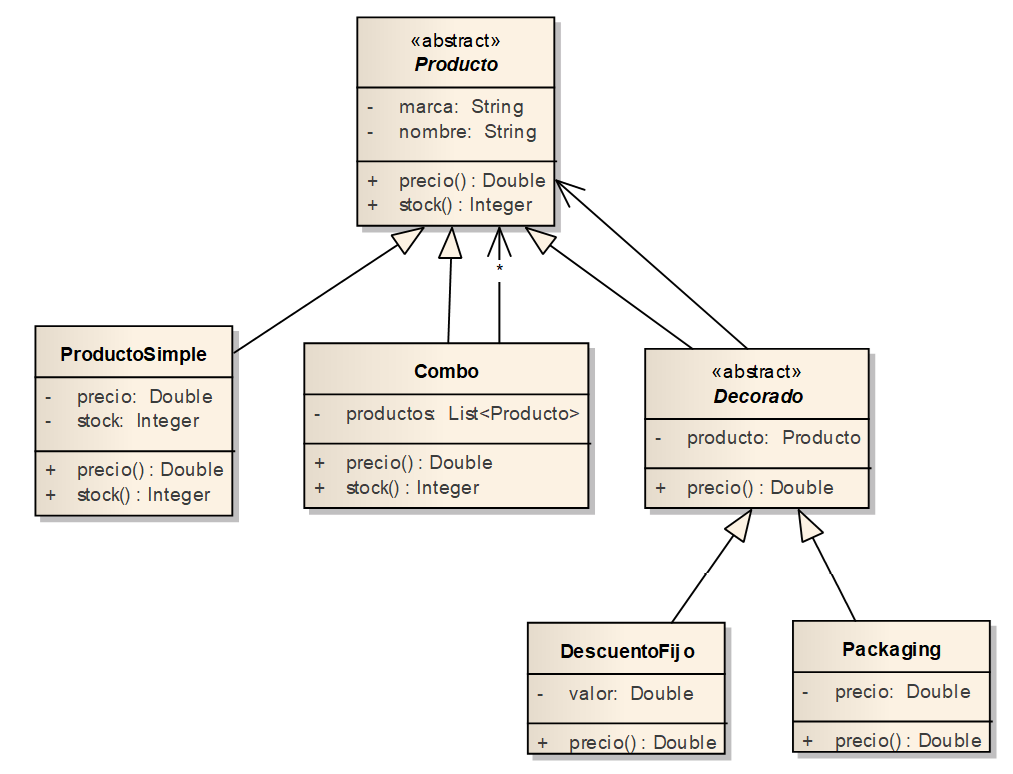 «abstract»
Producto
- marca: String
- nombre: String
+ precio() : Double
+ stock() : Integer
*
ProductoSimple
- precio: Double
- stock: Integer
+ precio() : Double
+ stock() : Integer
Combo
- productos: List<Producto>
+ precio() : Double
+ stock() : Integer
«abstract»
Decorado
- producto: Producto
+ precio() : Double
DescuentoFijo
- valor: Double
+ precio() : Double
Packaging
- precio: Double
+ precio() : Double